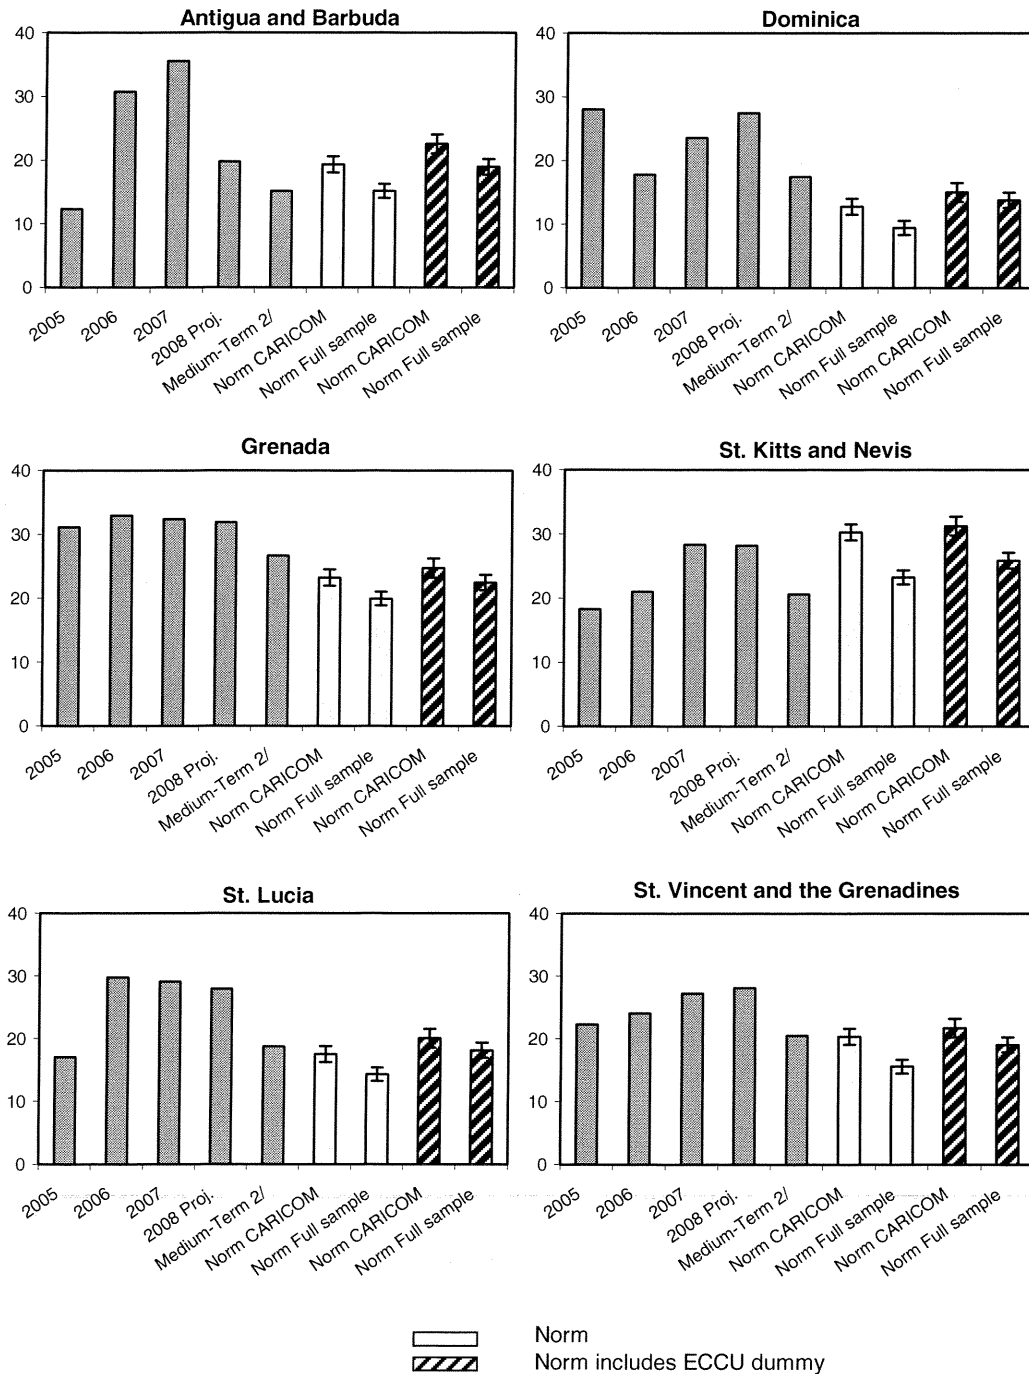 Antigua and Barbuda
40
30
20
10
0
2005
2006
2007
2008 Proj.
Medium-Term 2/
Norm CARICOM
Norm Full sample
Norm CARICOM
Norm Full sample
Dominica
40
30
20
10
0
2005
2006
2007
2008 Proj.
Medium-Term 2/
Norm CARICOM
Norm Full sample
Norm CARICOM
Norm Full sample
Grenada
40
30
20
10
0
2005
2006
2007
2008 Proj.
Medium-Term 2/
Norm CARICOM
Norm Full sample
Norm CARICOM
Norm Full sample
St. Kitts and Nevis
40
30
20
10
0
2005
2006
2007
2008 Proj.
Medium-Term 2/
Norm CARICOM
Norm Full sample
Norm CARICOM
Norm Full sample
St. Lucia
40
30
20
10
0
2005
2006
2007
2008 Proj.
Medium-Term 2/
Norm CARICOM
Norm Full sample
Norm CARICOM
Norm Full sample
St. Vincent and the Grenadines
40
30
20
10
0
2005
2006
2007
2008 Proj.
Medium-Term 2/
Norm CARICOM
Norm Full sample
Norm CARICOM
Norm Full sample
Norm
Norm includes ECCU dummy